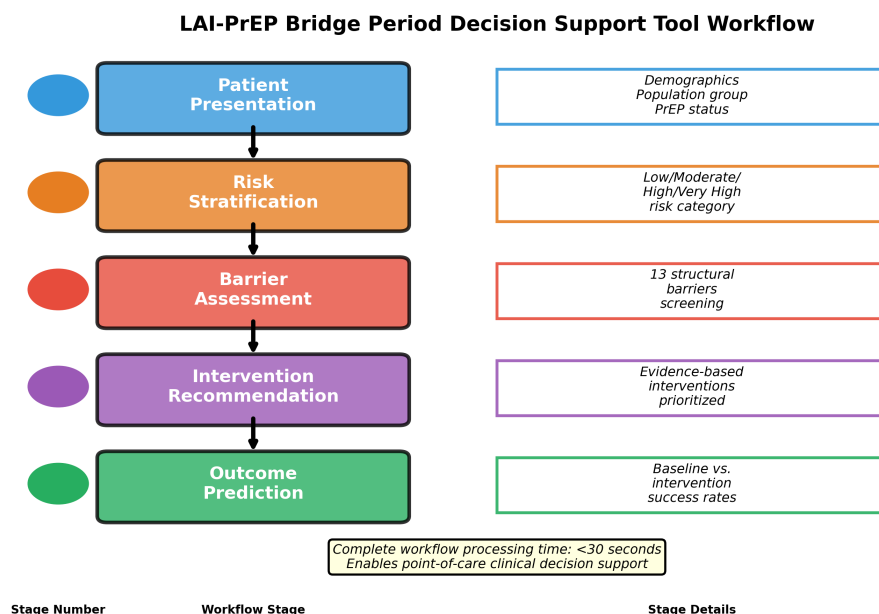 LAI-PrEP Bridge Period Decision Support Tool Workflow
Patient
Presentation
Demographics
Population group
PrEP status
Risk
Stratification
Low/Moderate/
High/Very High
risk category
Barrier
Assessment
13 structural
barriers
screening
Intervention
Recommendation
Evidence-based
interventions
prioritized
Outcome
Prediction
Baseline vs.
intervention
success rates
Complete workflow processing time: <30 seconds
Enables point-of-care clinical decision support
Stage Number Workflow Stage Stage Details